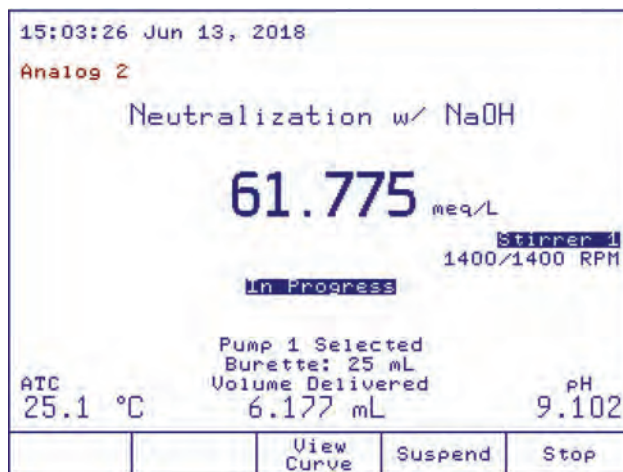 15:03:26 Jun 13, 2018
Analog 2
Neutralization w/ NaOH
61.775 meq/L
Stirrer 1
1400/1400 RPM
In Progress
Pump 1 Selected
Burette: 25 mL
ATC Volume Delivered pH
25.1 °C 6.177 mL 9.102
View Curve Suspend Stop